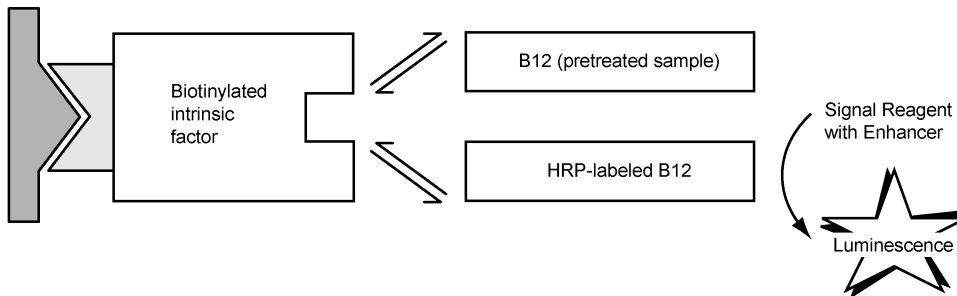 Biotinylated
intrinsic
factor
B12 (pretreated sample)
HRP-labeled B12
Signal Reagent
with Enhancer
Luminescence